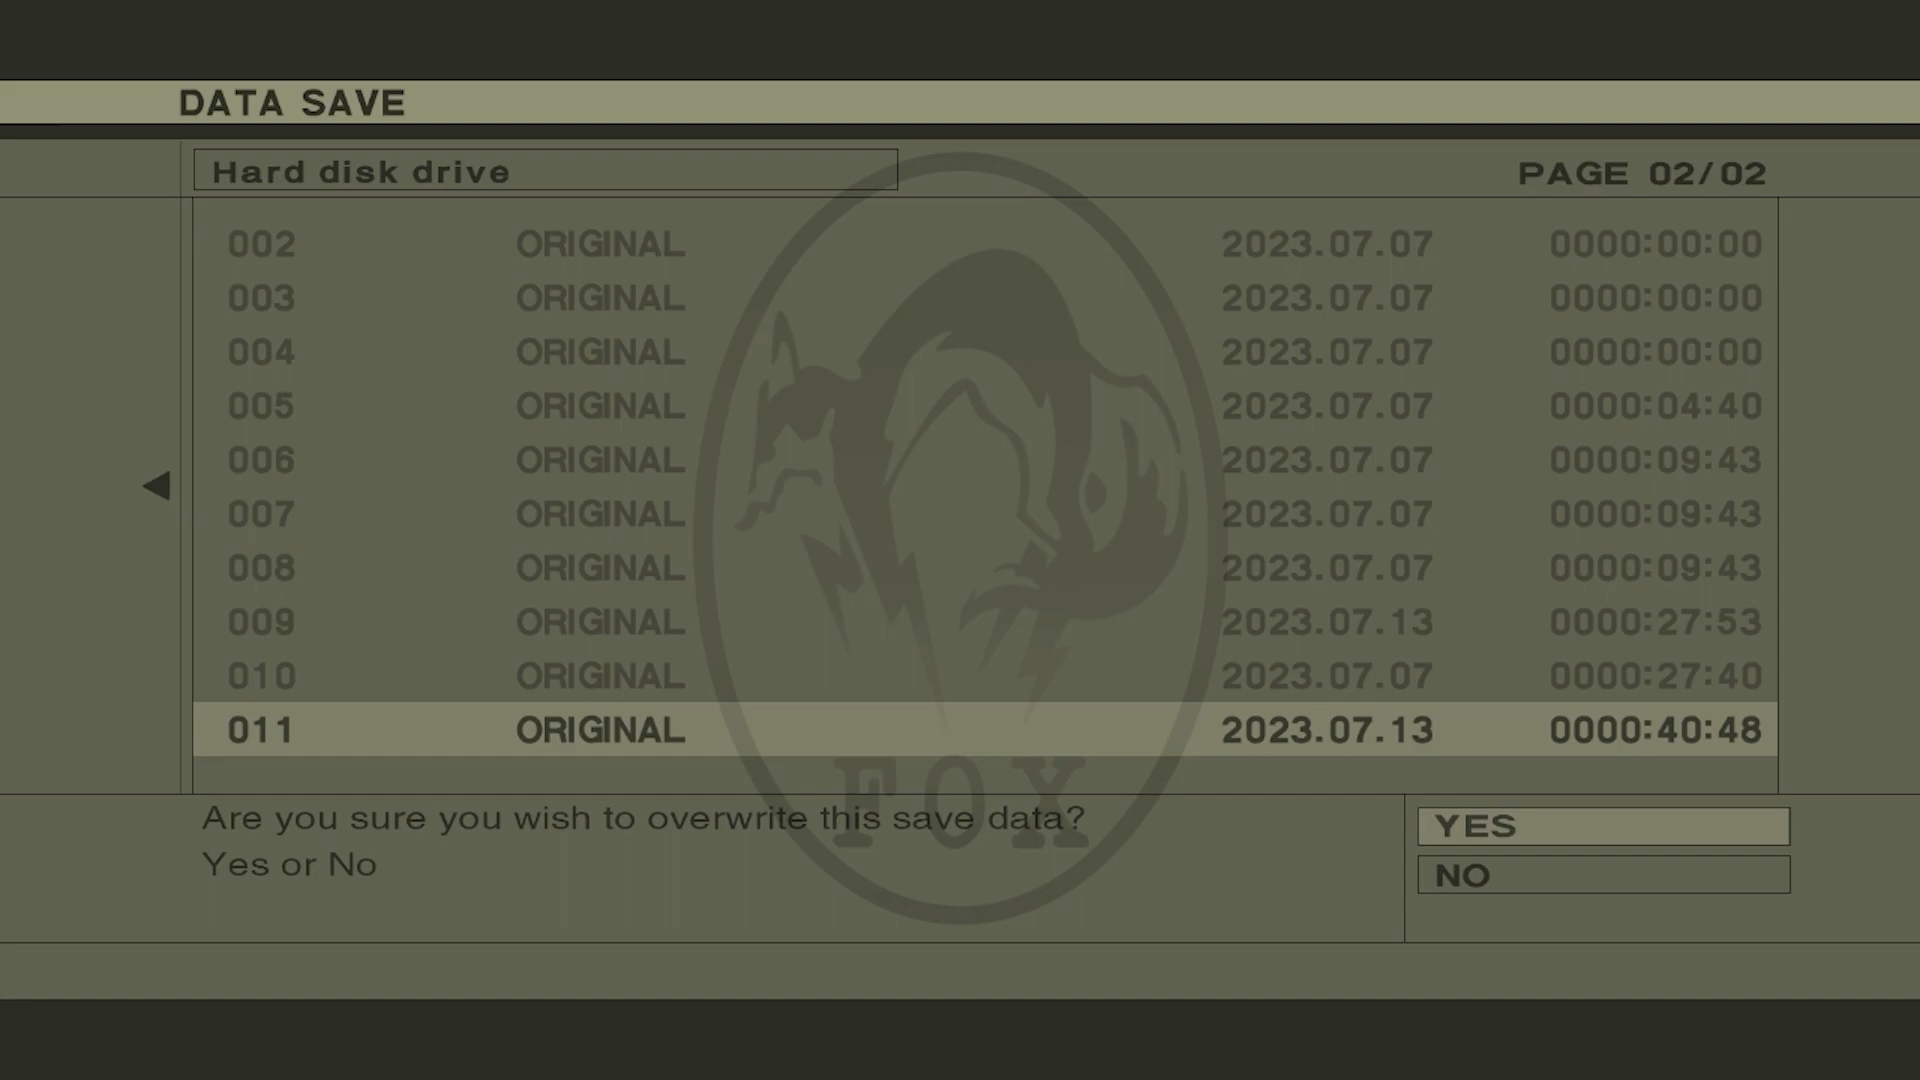 DATA SAVE
Hard disk drive PAGE 02/02
002 ORIGINAL 2023.07.07 0000:00:00
003 ORIGINAL 2023.07.07 0000:00:00
004 ORIGINAL 2023.07.07 0000:00:00
005 ORIGINAL 2023.07.07 0000:04:40
006 ORIGINAL 2023.07.07 0000:09:43
007 ORIGINAL 2023.07.07 0000:09:43
008 ORIGINAL 2023.07.07 0000:09:43
009 ORIGINAL 2023.07.13 0000:27:53
010 ORIGINAL 2023.07.07 0000:27:40
011 ORIGINAL 2023.07.13 0000:40:48
FOX
Are you sure you wish to overwrite this save data?
Yes or No
YES
NO